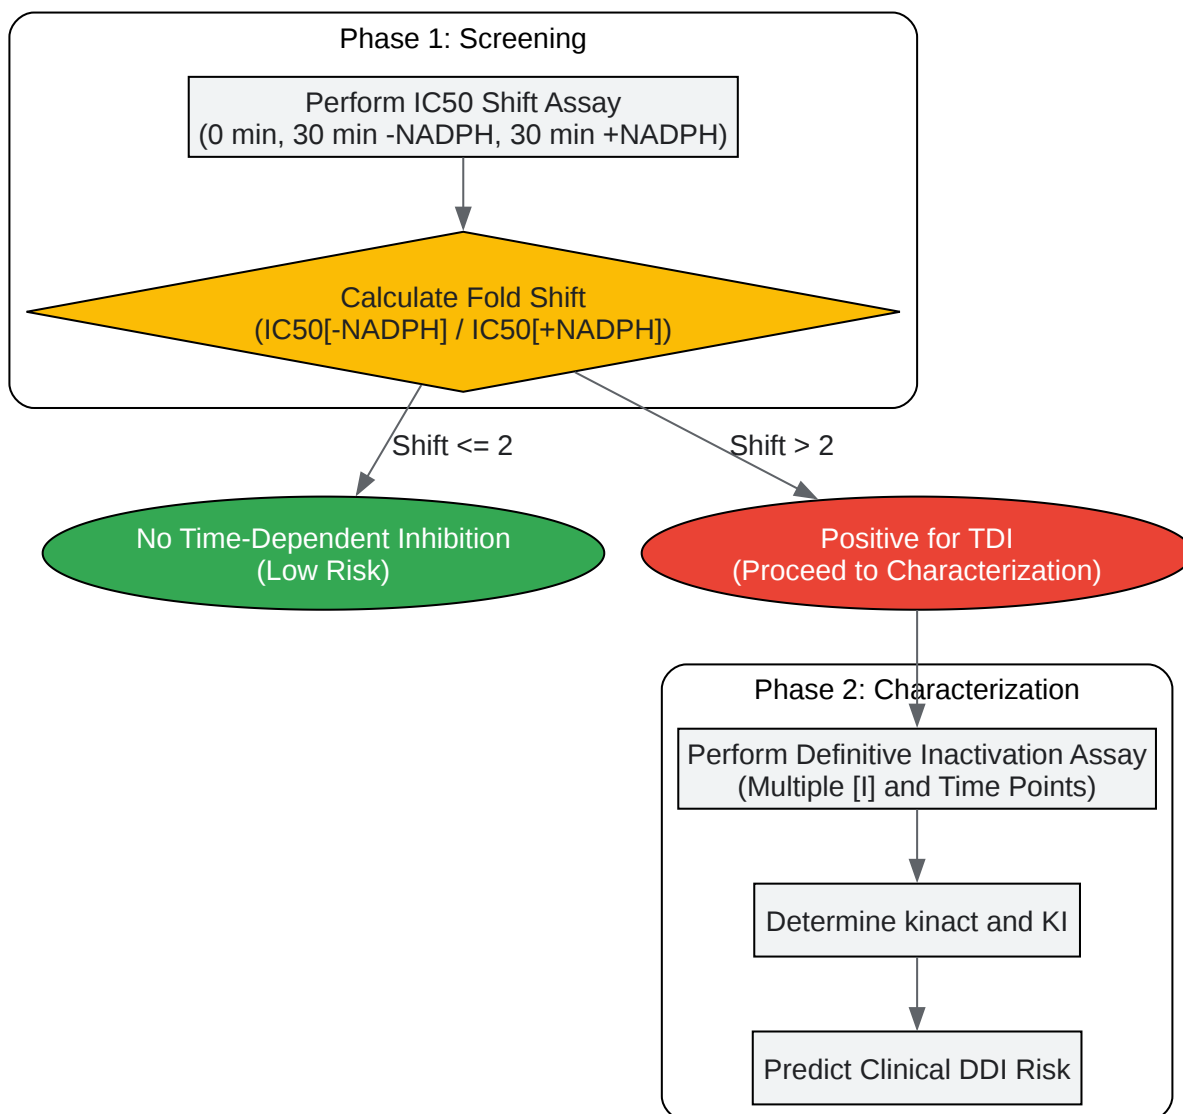 Phase 1: Screening
Perform IC50 Shift Assay
(0 min, 30 min -NADPH, 30 min +NADPH)
Calculate Fold Shift
(IC50[-NADPH] / IC50[+NADPH])
Shift <= 2
Shift > 2
No Time-Dependent Inhibition
(Low Risk)
Positive for TDI
(Proceed to Characterization)
Phase 2: Characterization
Perform Definitive Inactivation Assay
(Multiple [I] and Time Points)
Determine kinact and KI
Predict Clinical DDI Risk